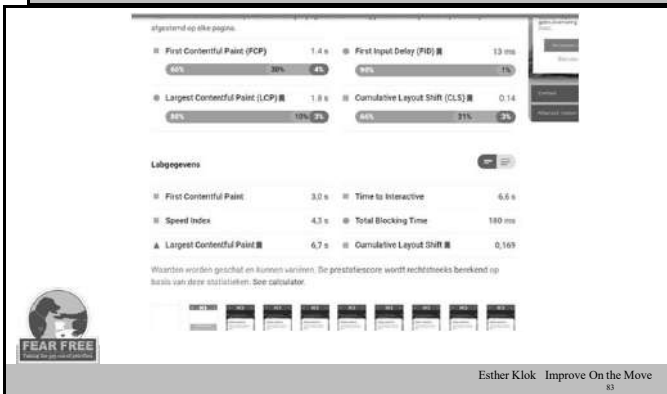 afgestemd op elke pagina.
First Contentful Paint (FCP) 1.4 s First Input Delay (FID) 13 ms
66% 30% 4% 1%
Largest Contentful Paint (LCP) 1.8 s Cumulative Layout Shift (CLS) 0.14
10% 3% 3%
Labgegevens
First Contentful Paint 3,0 s Time to Interactive 6,6 s
Speed Index 4,3 s Total Blocking Time 180 ms
Largest Contentful Paint 6,7 s Cumulative Layout Shift 0,169
Waarden worden geschat en kunnen variëren. De prestatiescore wordt rechtstreeks berekend op
basis van deze statistieken. See calculator.
FEAR FREE
Esther Klok Improve On the Move
83